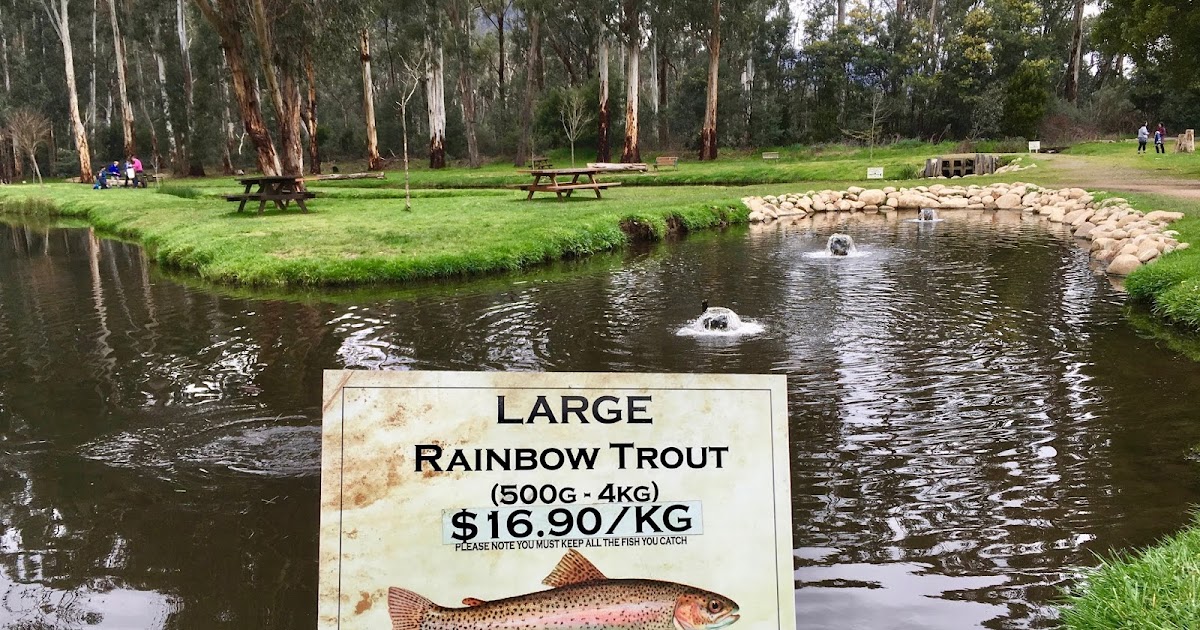 LARGE
RAINBOW TROUT
(500G - 4KG)
$16.90/KG
PLEASE NOTE YOU MUST KEEP ALL THE FISH YOU CATCH